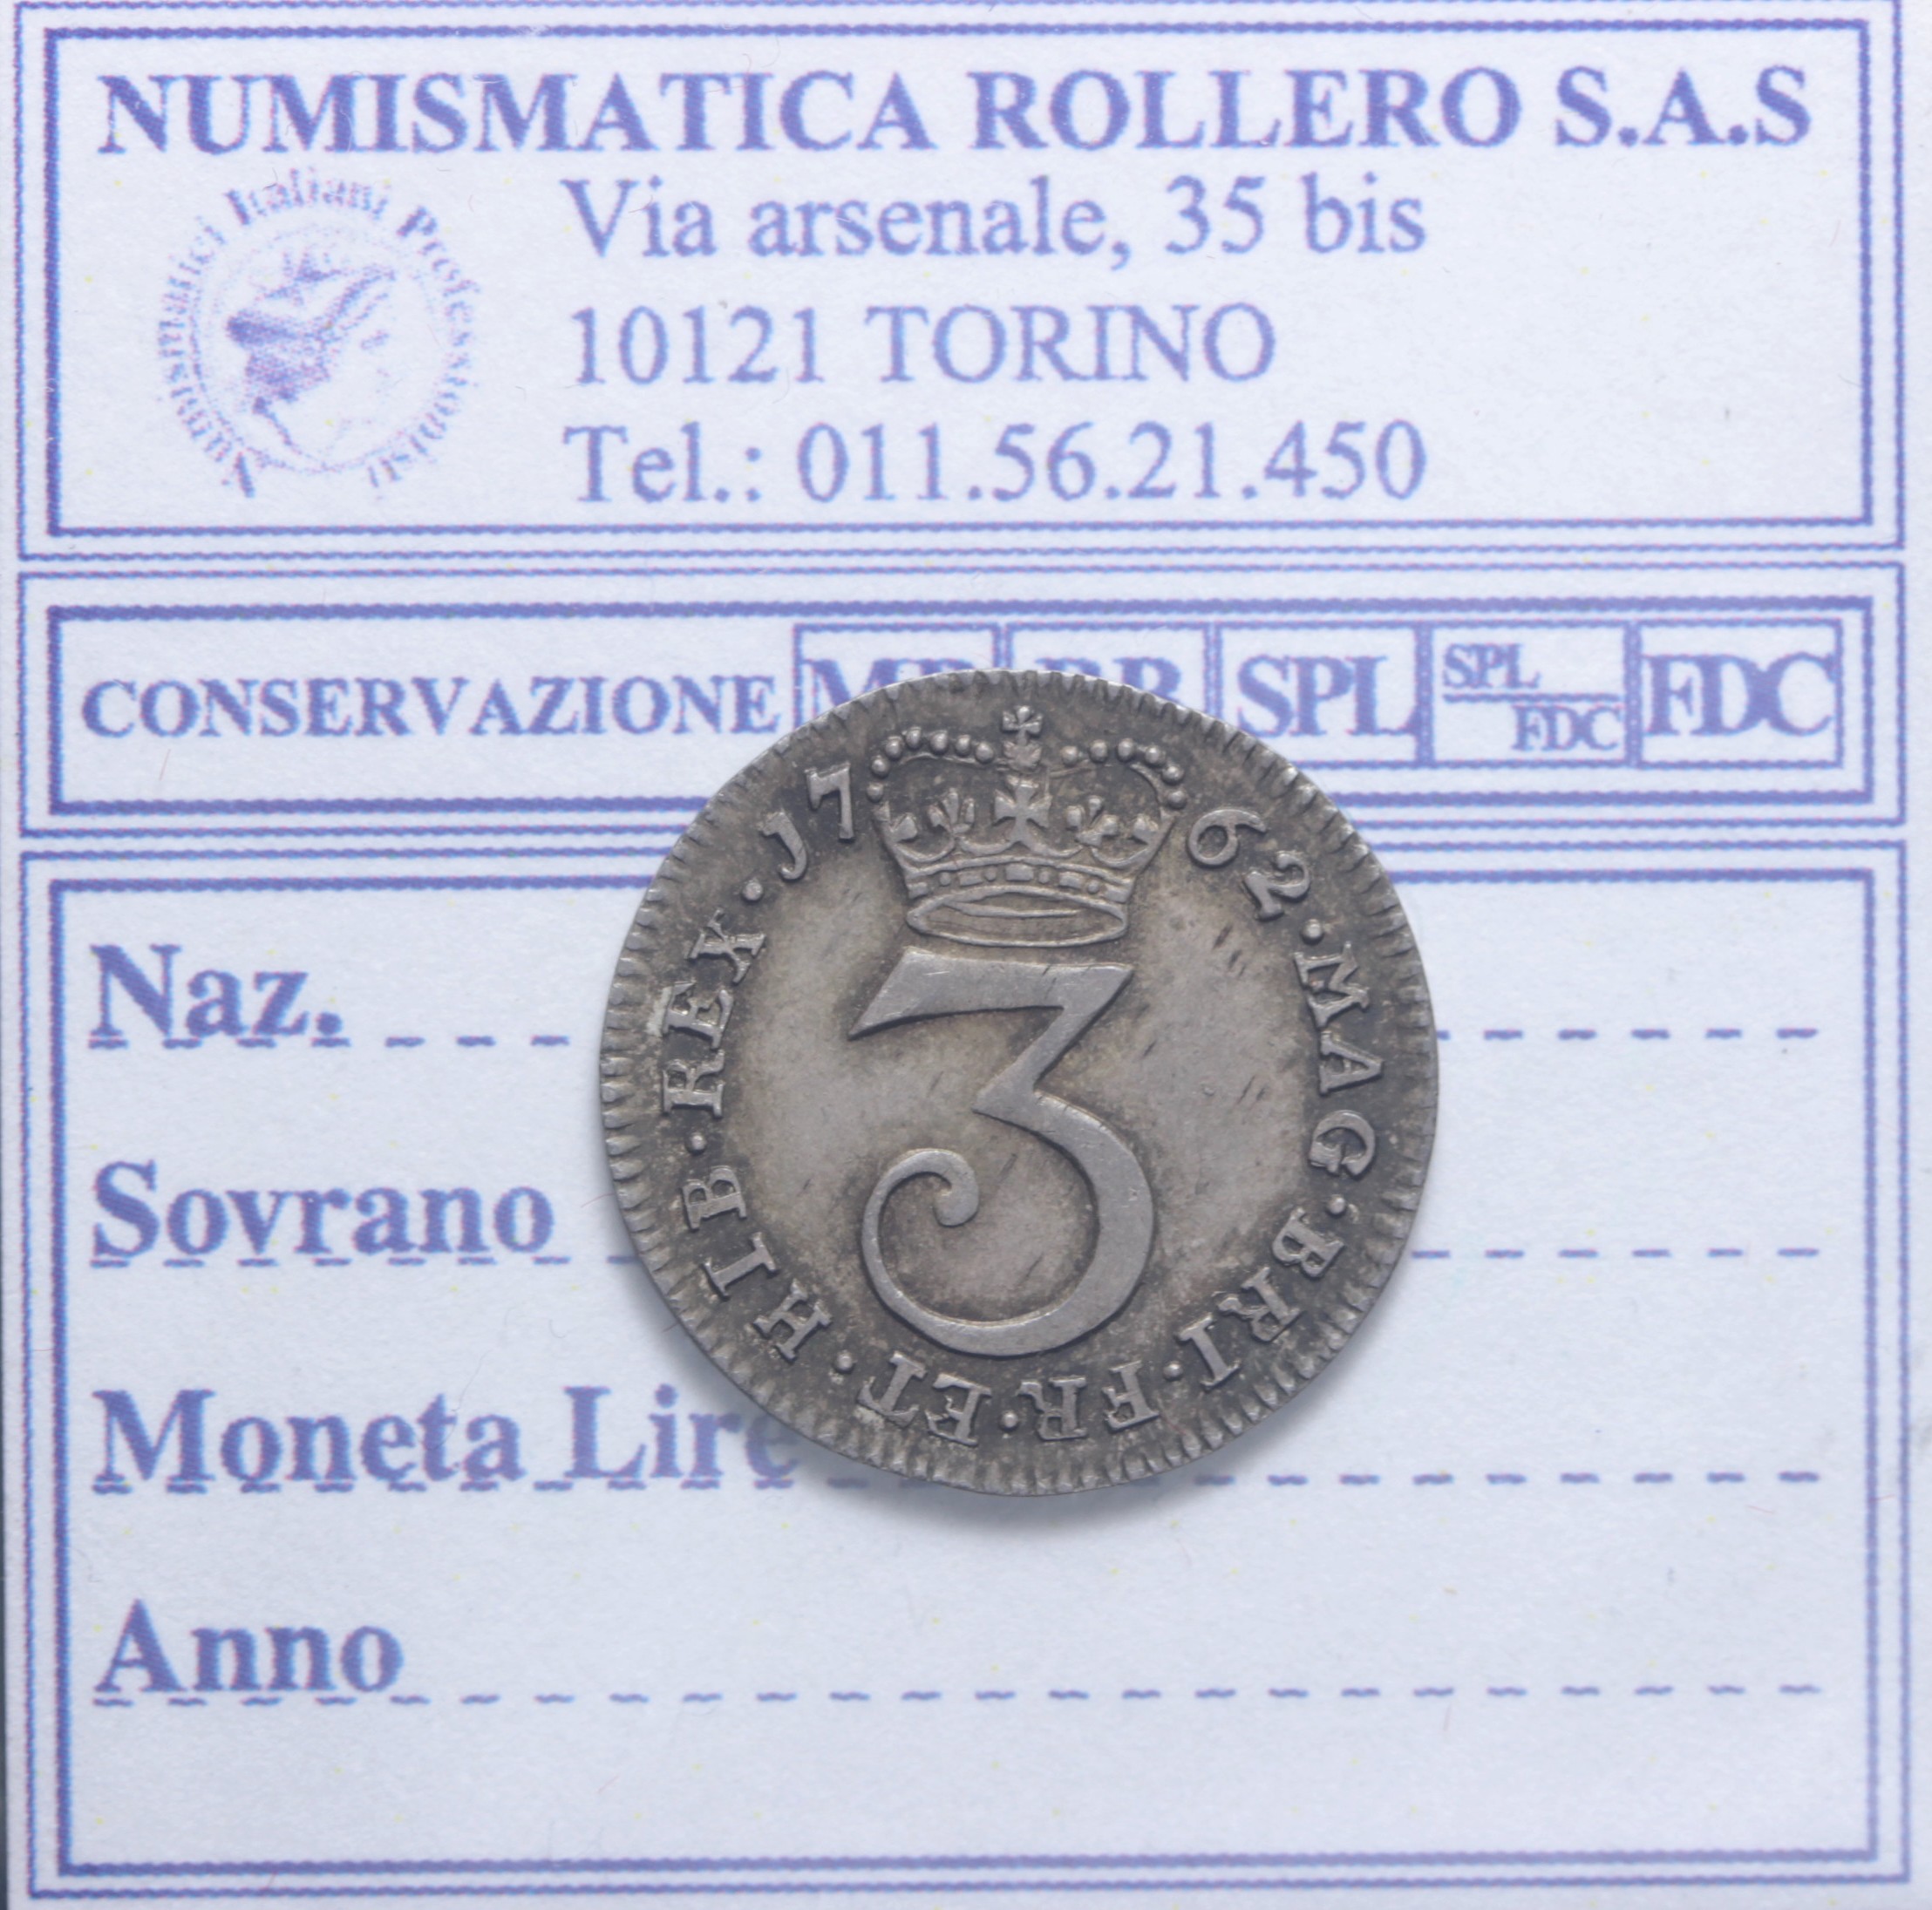 NUMISMATICA ROLLERO S.A.S
Numismatici Italiani Professionisti
Via arsenale, 35 bis
10121 TORINO
Tel.: 011.56.21.450
CONSERVAZIONE SPL SPL FDC FDC
17 62 · MAG · BRI · FR · ET · HIB · REX ·
3
Naz.
Sovrano
Moneta Lire
Anno